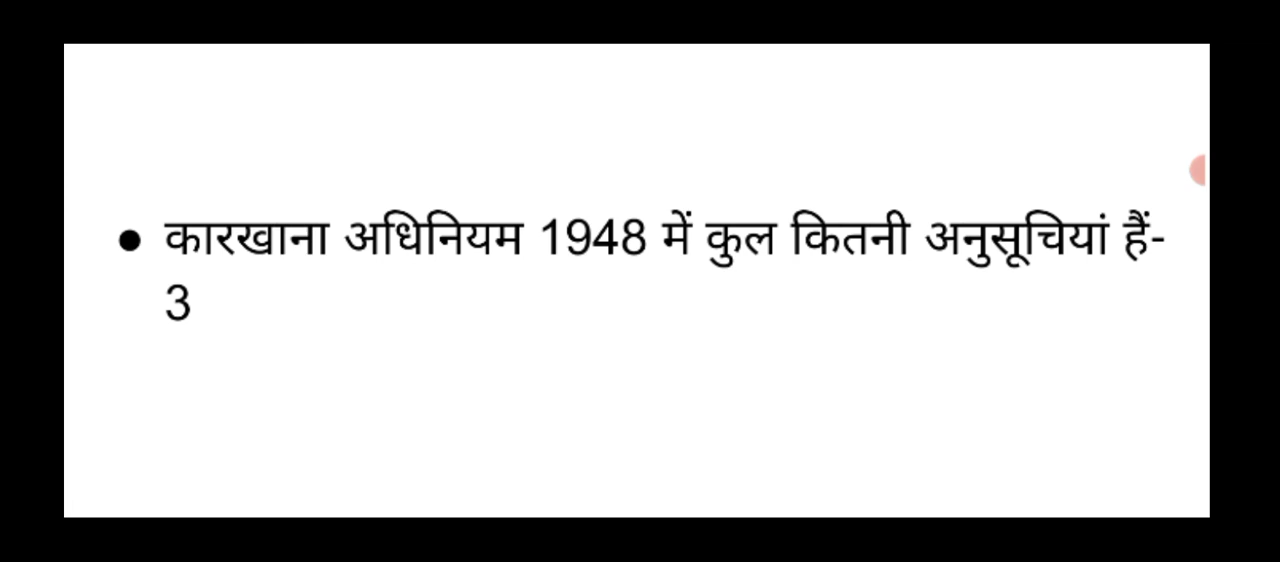 ● कारखाना अधिनियम 1948 में कुल कितनी अनुसूचियां हैं-
3